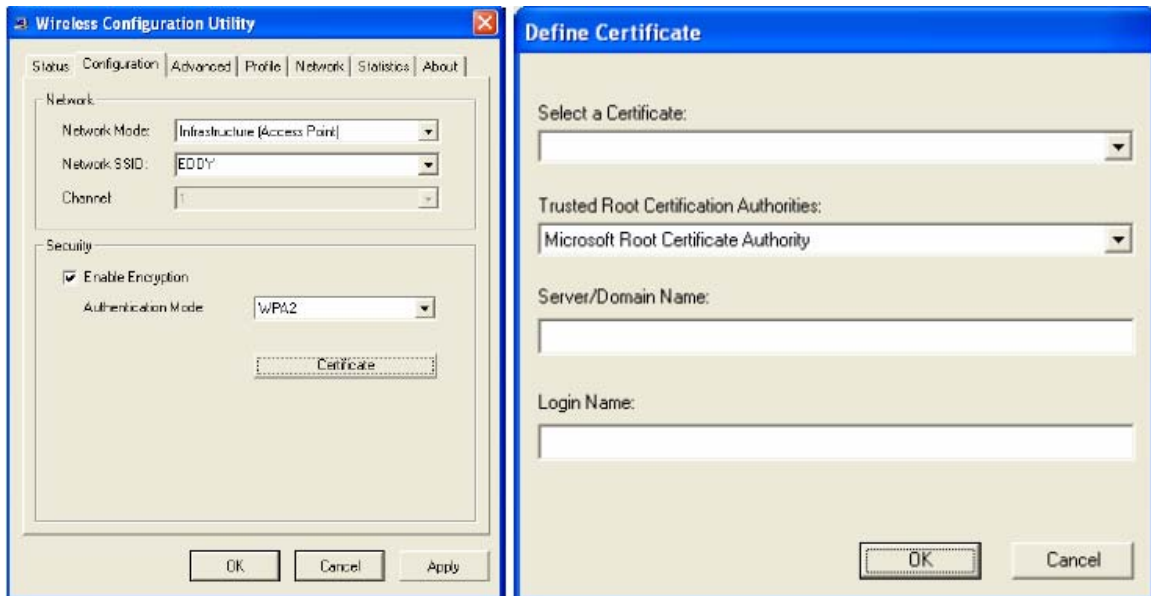 Wireless Configuration Utility
Status Configuration Advanced Profile Network Statistics About
Network
Network Mode: Infrastructure (Access Point)
Network SSID: EDDY
Channel 1
Security
Enable Encryption
Authentication Mode WPA2
Certificate
OK Cancel Apply
Define Certificate
Select a Certificate:
Trusted Root Certification Authorities:
Microsoft Root Certificate Authority
Server/Domain Name:
Login Name:
OK Cancel